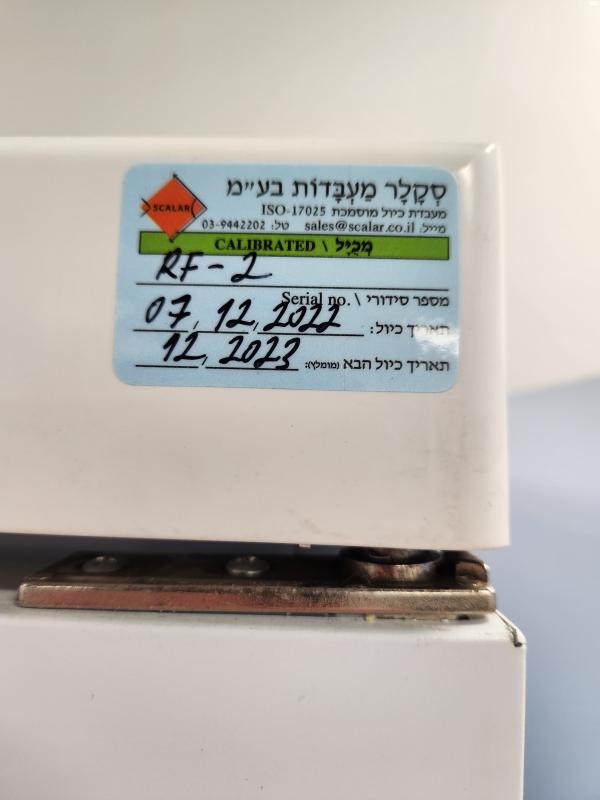 סְקָלָר מַעְבָּדוֹת בע״מ
SCALAR
מעבדת כיול מוסמכת ISO-17025
מייל: sales@scalar.co.il טל: 03-9442202
מְכֻיָּל \ CALIBRATED
RF-2
מספר סידורי \ Serial no.
תאריך כיול: 07, 12, 2022
תאריך כיול הבא (מומלץ): 12, 2023